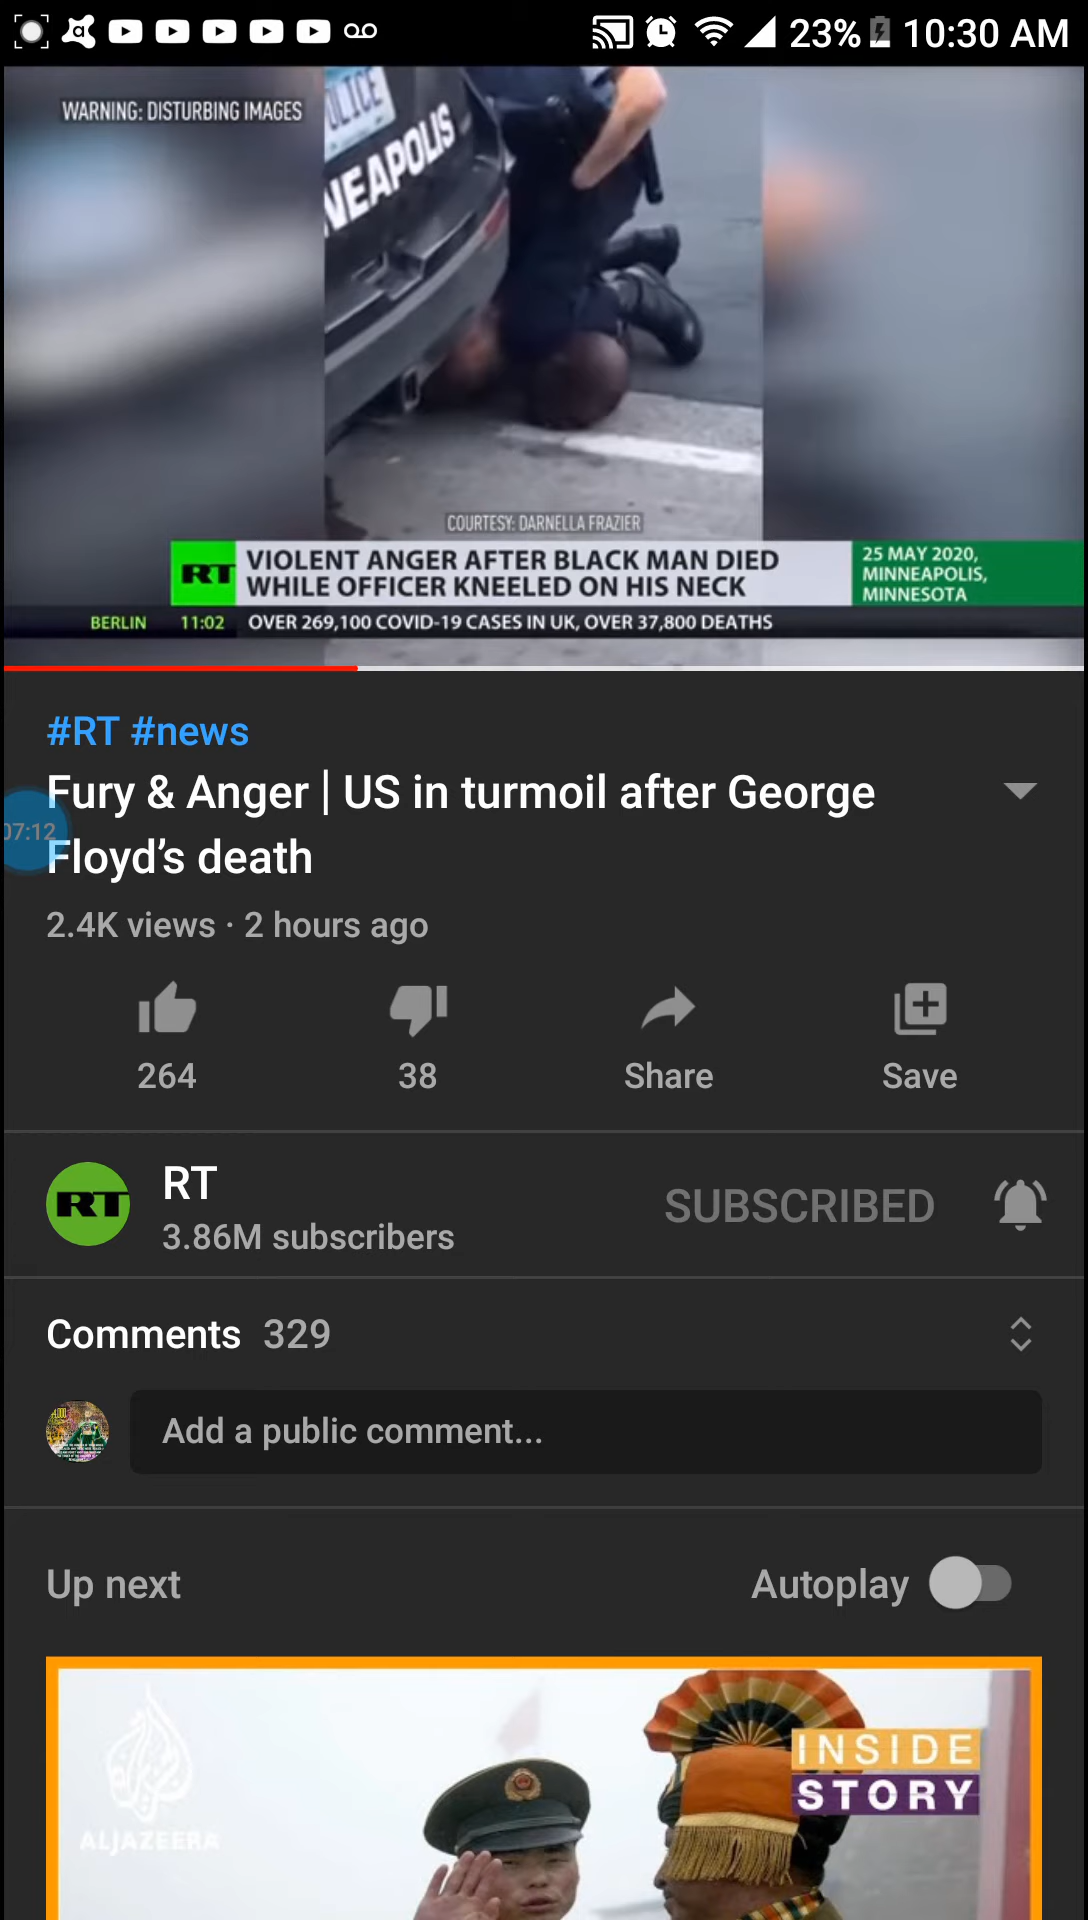 23% 10:30 AM
WARNING: DISTURBING IMAGES
OLICE
NEAPOLIS
COURTESY: DARNELLA FRAZIER
RT
VIOLENT ANGER AFTER BLACK MAN DIED
WHILE OFFICER KNEELED ON HIS NECK
25 MAY 2020,
MINNEAPOLIS,
MINNESOTA
BERLIN 11:02 OVER 269,100 COVID-19 CASES IN UK, OVER 37,800 DEATHS
#RT #news
Fury & Anger | US in turmoil after George
07:12
Floyd’s death
2.4K views · 2 hours ago
264 38 Share Save
RT
RT
3.86M subscribers
SUBSCRIBED
Comments 329
Add a public comment...
Up next Autoplay
INSIDE
STORY
ALJAZEERA